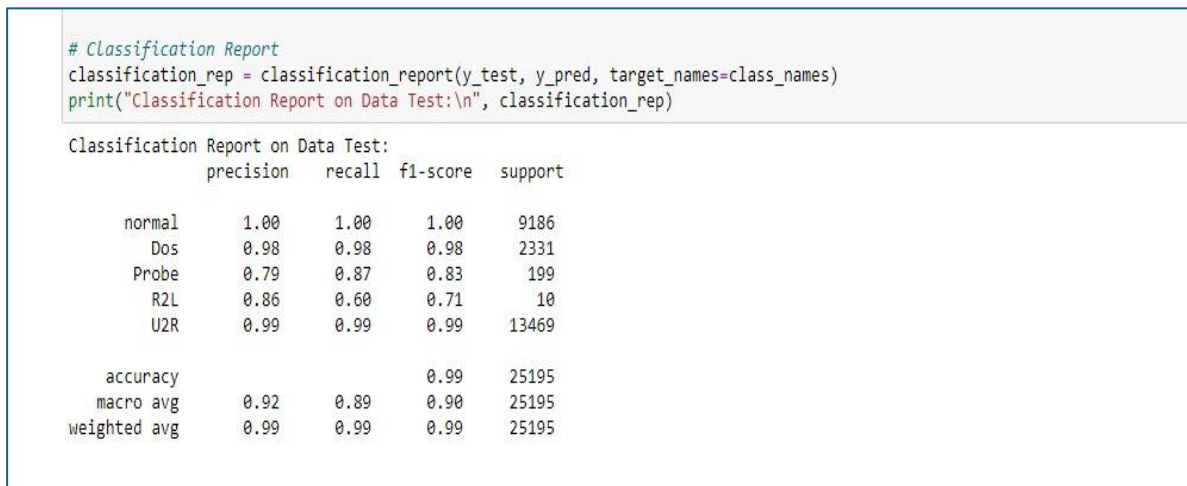 # Classification Report
classification_rep = classification_report(y_test, y_pred, target_names=class_names)
print("Classification Report on Data Test:\n", classification_rep)
Classification Report on Data Test:
precision recall f1-score support
normal 1.00 1.00 1.00 9186
Dos 0.98 0.98 0.98 2331
Probe 0.79 0.87 0.83 199
R2L 0.86 0.60 0.71 10
U2R 0.99 0.99 0.99 13469
accuracy 0.99 25195
macro avg 0.92 0.89 0.90 25195
weighted avg 0.99 0.99 0.99 25195